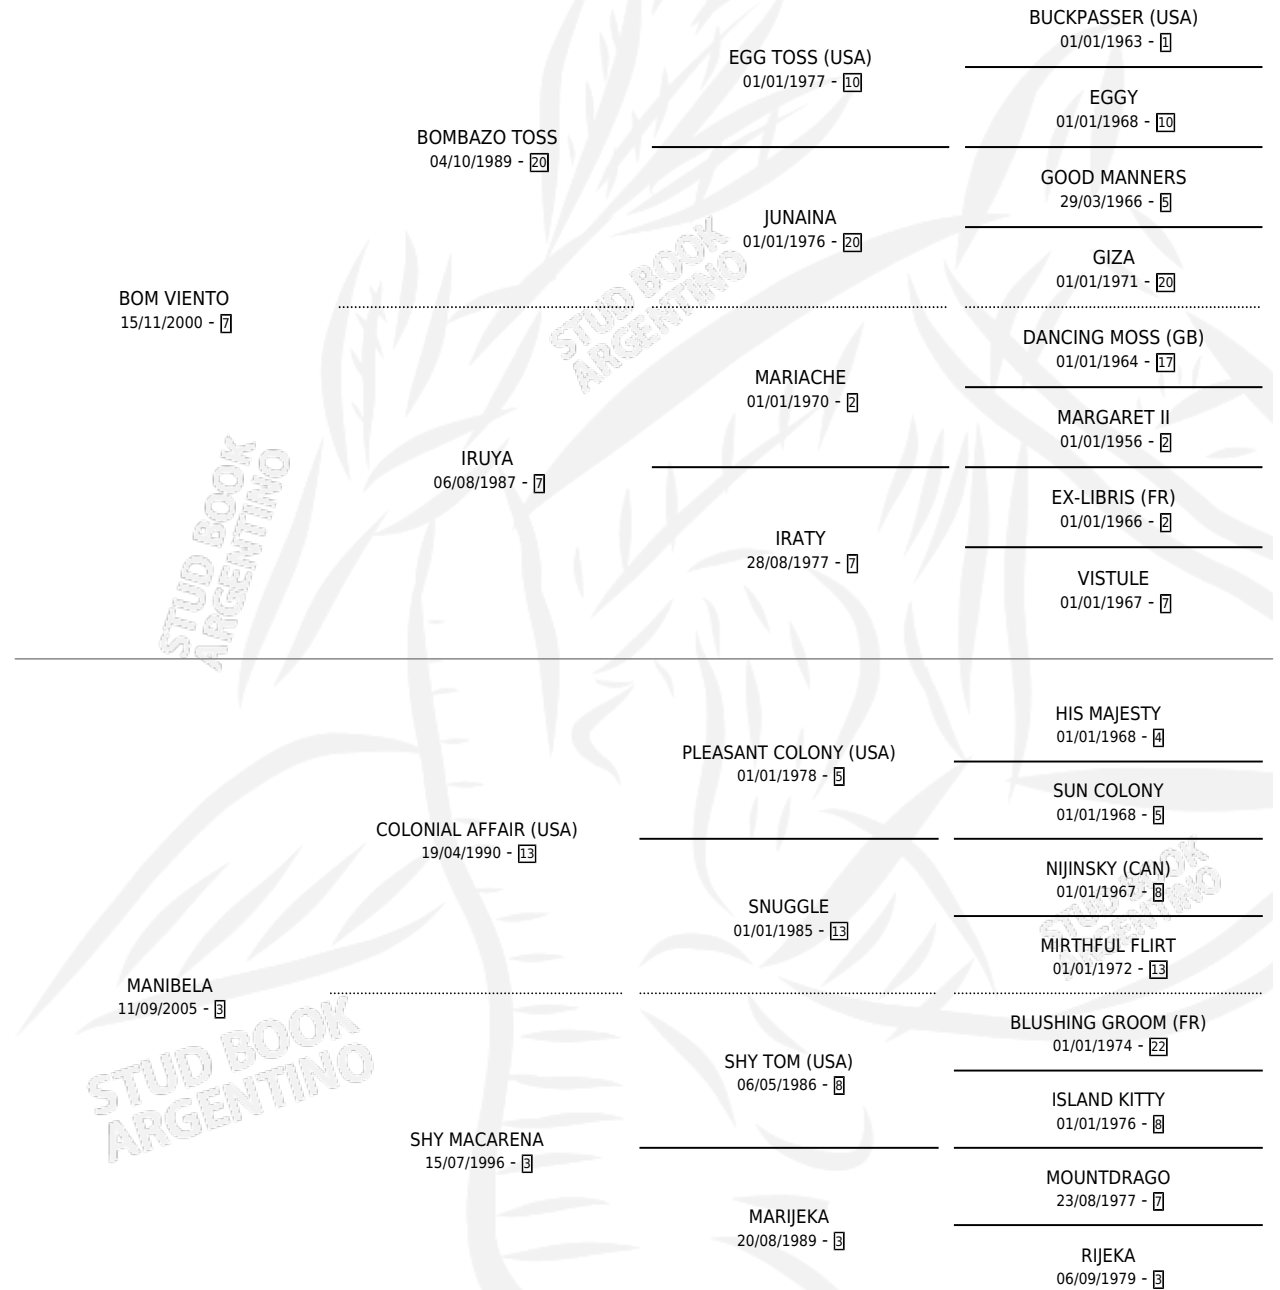 BUCKPASSER (USA)
01/01/1963 - 1
EGG TOSS (USA)
01/01/1977 - 10
EGGY
01/01/1968 - 10
BOMBAZO TOSS
04/10/1989 - 20
GOOD MANNERS
29/03/1966 - 5
JUNAINA
01/01/1976 - 20
GIZA
01/01/1971 - 20
BOM VIENTO
15/11/2000 - 7
DANCING MOSS (GB)
01/01/1964 - 17
MARIACHE
01/01/1970 - 2
MARGARET II
01/01/1956 - 2
IRUYA
06/08/1987 - 7
EX-LIBRIS (FR)
01/01/1966 - 2
IRATY
28/08/1977 - 7
VISTULE
01/01/1967 - 7
HIS MAJESTY
01/01/1968 - 4
PLEASANT COLONY (USA)
01/01/1978 - 5
SUN COLONY
01/01/1968 - 5
COLONIAL AFFAIR (USA)
19/04/1990 - 13
NIJINSKY (CAN)
01/01/1967 - 8
SNUGGLE
01/01/1985 - 13
MIRTHFUL FLIRT
01/01/1972 - 13
MANIBELA
11/09/2005 - 3
BLUSHING GROOM (FR)
01/01/1974 - 22
SHY TOM (USA)
06/05/1986 - 8
ISLAND KITTY
01/01/1976 - 8
SHY MACARENA
15/07/1996 - 3
MOUNTDRAGO
23/08/1977 - 7
MARIJEKA
20/08/1989 - 3
RIJEKA
06/09/1979 - 3
STUD BOOK
ARGENTINO
STUD BOOK
ARGENTINO
STUD BOOK
ARGENTINO
STUD BOOK
ARGENTINO